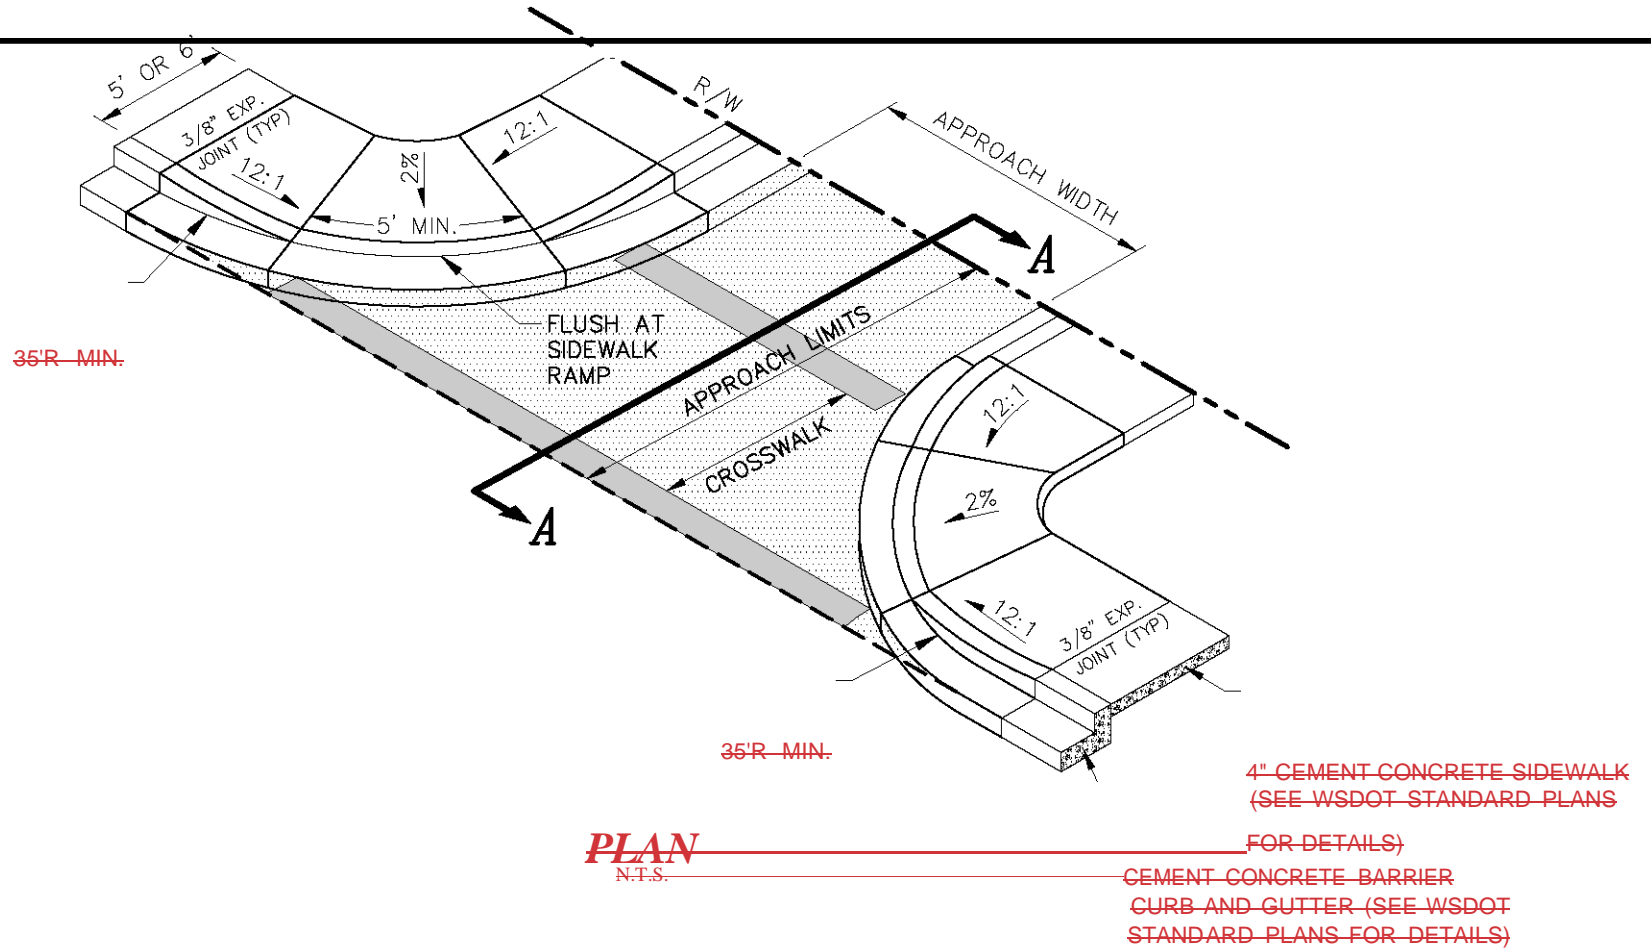 5' OR 6'
R/W
3/8" EXP.
JOINT (TYP)
12:1
2%
12:1
APPROACH WIDTH
5' MIN.
A
FLUSH AT
SIDEWALK
RAMP
APPROACH LIMITS
35'R MIN.
12:1
CROSSWALK
2%
A
12:1
3/8" EXP.
JOINT (TYP)
35'R MIN.
4" CEMENT CONCRETE SIDEWALK
(SEE WSDOT STANDARD PLANS
FOR DETAILS)
PLAN
N.T.S.
CEMENT CONCRETE BARRIER
CURB AND GUTTER (SEE WSDOT
STANDARD PLANS FOR DETAILS)